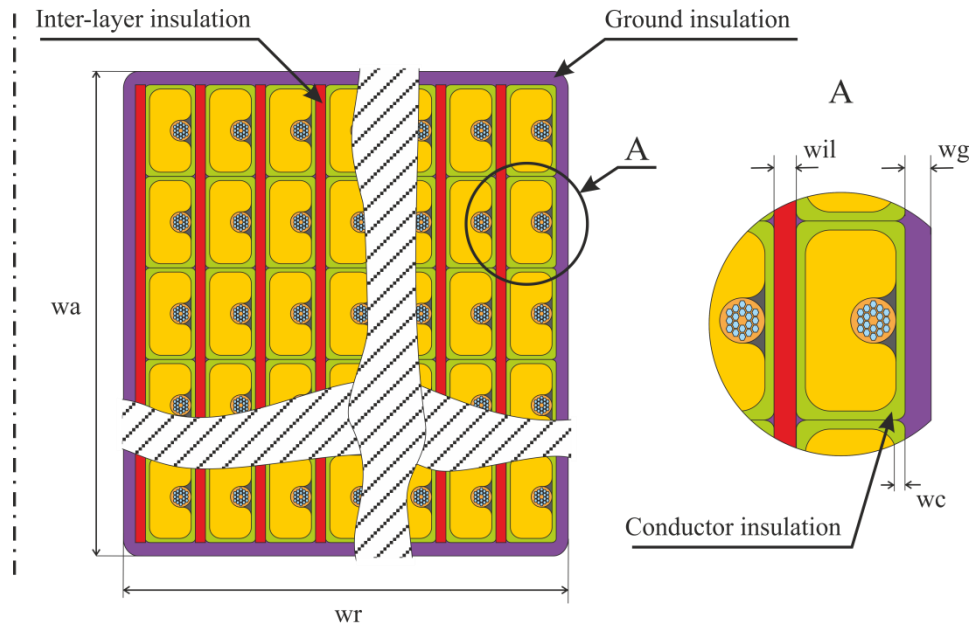 Inter-layer insulation
Ground insulation
A
A
wil
wg
wa
wc
Conductor insulation
wr